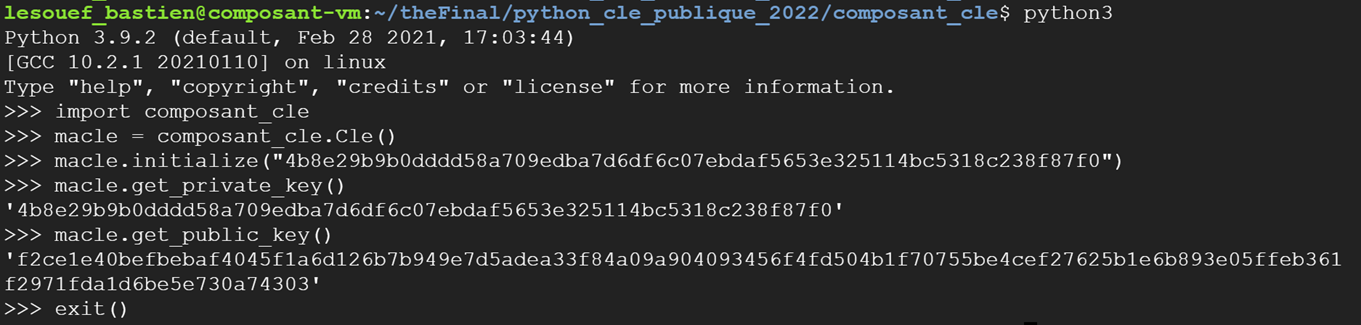 lesouef_bastien@composant-vm:~/theFinal/python_cle_publique_2022/composant_cle$ python3
Python 3.9.2 (default, Feb 28 2021, 17:03:44)
[GCC 10.2.1 20210110] on linux
Type "help", "copyright", "credits" or "license" for more information.
>>> import composant_cle
>>> macle = composant_cle.Cle()
>>> macle.initialize("4b8e29b9b0dddd58a709edba7d6df6c07ebdaf5653e325114bc5318c238f87f0")
>>> macle.get_private_key()
'4b8e29b9b0dddd58a709edba7d6df6c07ebdaf5653e325114bc5318c238f87f0'
>>> macle.get_public_key()
'f2ce1e40befbebaf4045f1a6d126b7b949e7d5adea33f84a09a904093456f4fd504b1f70755be4cef27625b1e6b893e05ffeb361
f2971fda1d6be5e730a74303'
>>> exit()